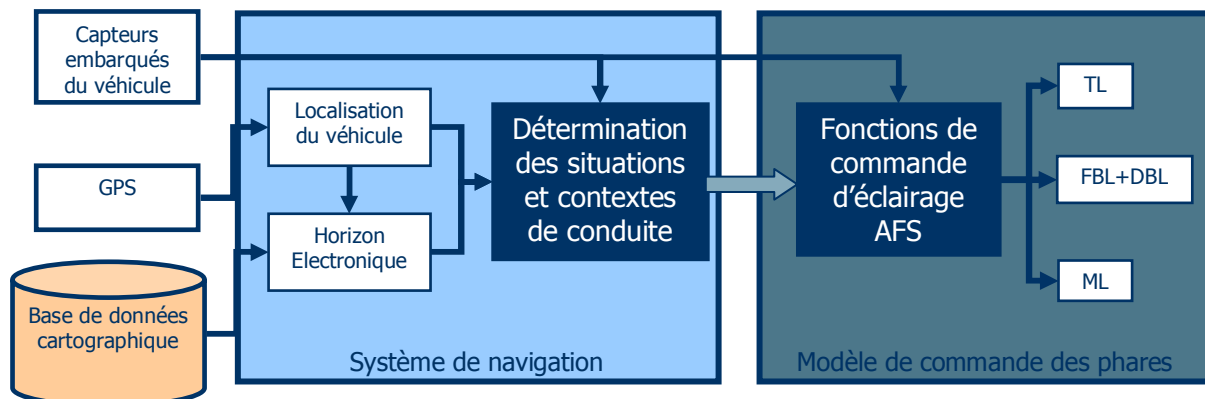 Capteurs
embarqués
du véhicule
GPS
Base de données
cartographique
Localisation
du véhicule
Horizon
Electronique
Détermination
des situations
et contextes
de conduite
Système de navigation
Fonctions de
commande
d'éclairage
AFS
TL
FBL+DBL
ML
Modèle de commande des phares